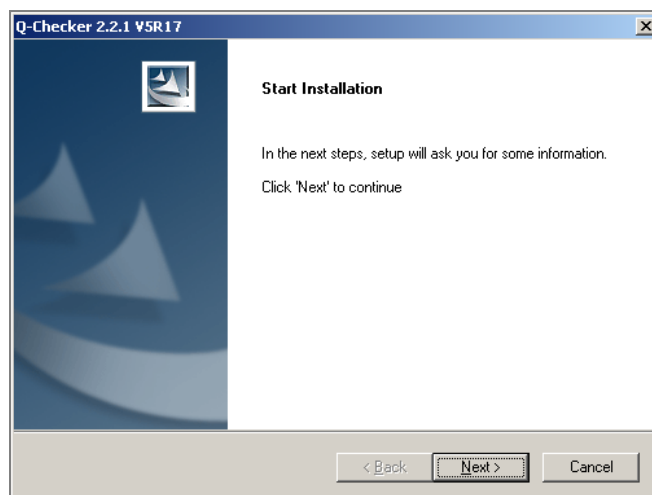 Q-Checker 2.2.1 V5R17
Start Installation
In the next steps, setup will ask you for some information.
Click 'Next' to continue
< Back
Next >
Cancel